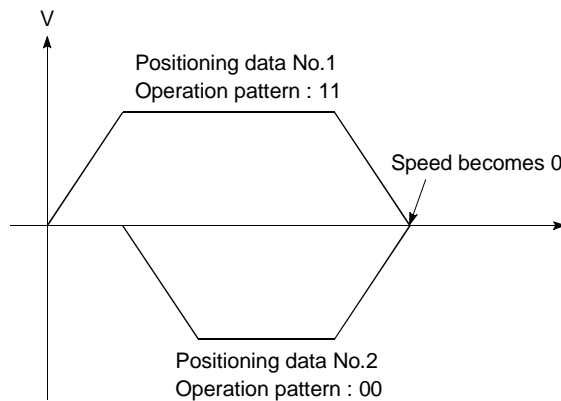 V
Positioning data No.1
Operation pattern : 11
Speed becomes 0
Positioning data No.2
Operation pattern : 00